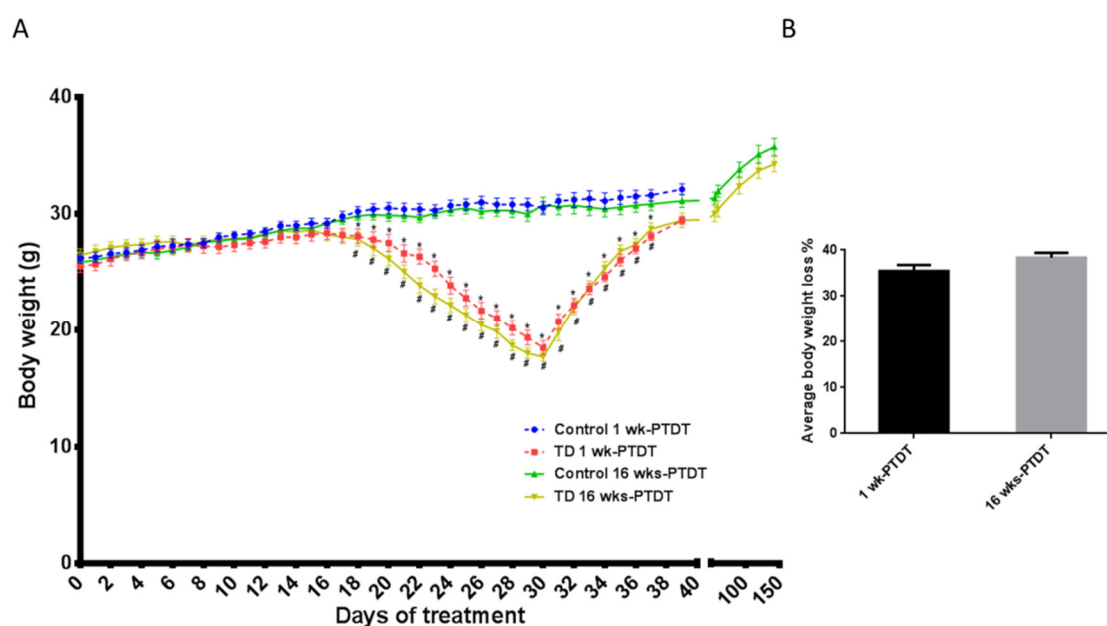 A
B
40
30
20
10
0
Body weight (g)
0 2 4 6 8 10 12 14 16 18 20 22 24 26 28 30 32 34 36 38 40 100 150
Days of treatment
Control 1 wk-PTDT
TD 1 wk-PTDT
Control 16 wks-PTDT
TD 16 wks-PTDT
Average body weight loss %
40
30
20
10
0
1 wk-PTDT
16 wks-PTDT